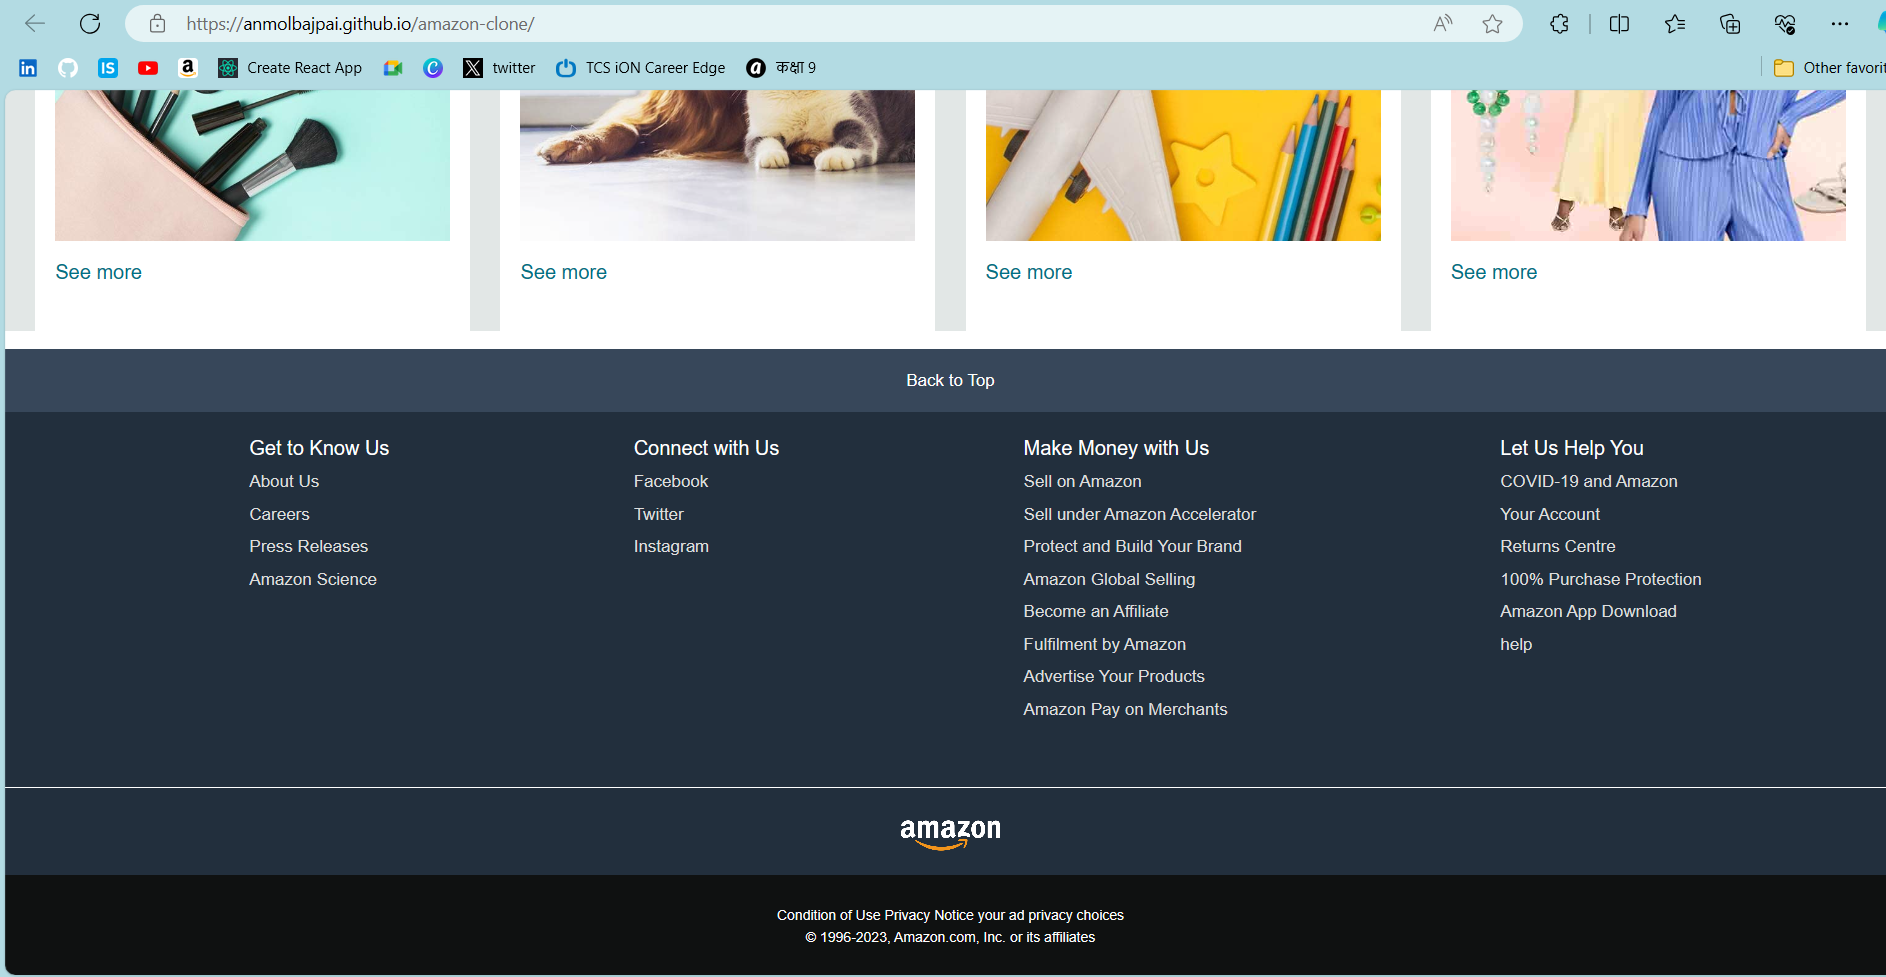 https://anmolbajpai.github.io/amazon-clone/
Create React App twitter TCS iON Career Edge कक्षा 9 Other favorit
See more See more See more See more
Back to Top
Get to Know Us
About Us
Careers
Press Releases
Amazon Science
Connect with Us
Facebook
Twitter
Instagram
Make Money with Us
Sell on Amazon
Sell under Amazon Accelerator
Protect and Build Your Brand
Amazon Global Selling
Become an Affiliate
Fulfilment by Amazon
Advertise Your Products
Amazon Pay on Merchants
Let Us Help You
COVID-19 and Amazon
Your Account
Returns Centre
100% Purchase Protection
Amazon App Download
help
amazon
Condition of Use Privacy Notice your ad privacy choices
© 1996-2023, Amazon.com, Inc. or its affiliates